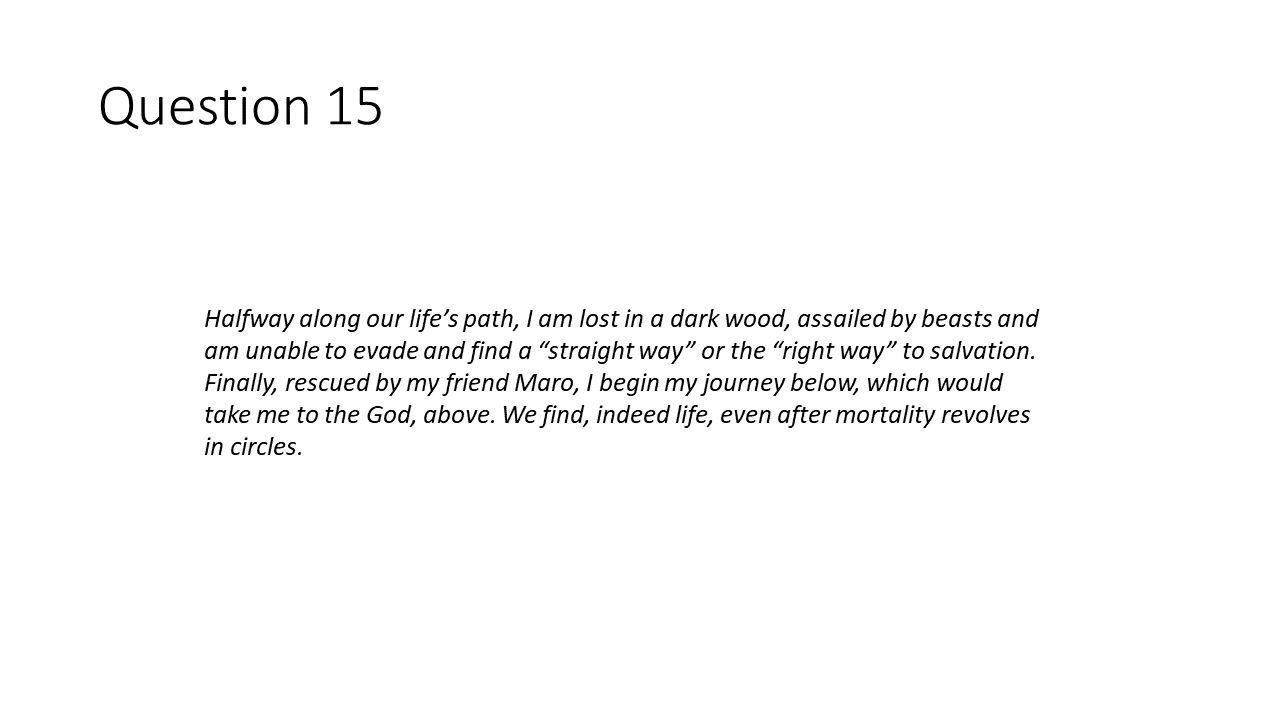 Question 15
Halfway along our life’s path, I am lost in a dark wood, assailed by beasts and
am unable to evade and find a “straight way” or the “right way” to salvation.
Finally, rescued by my friend Maro, I begin my journey below, which would
take me to the God, above. We find, indeed life, even after mortality revolves
in circles.